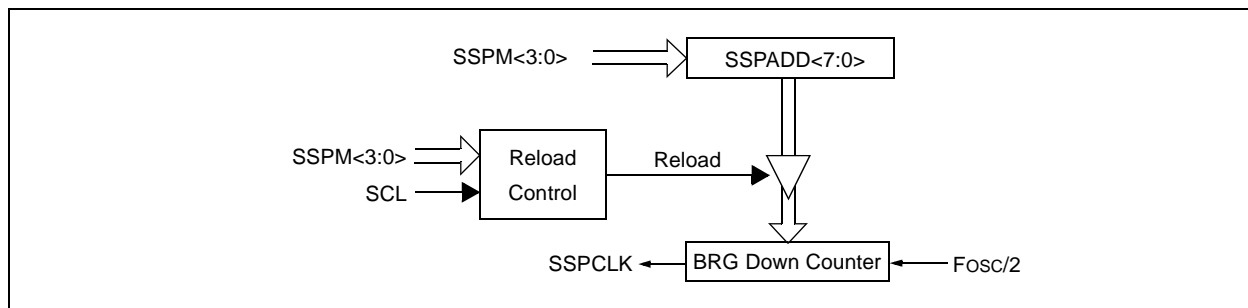 SSPM<3:0>
SSPADD<7:0>
SSPM<3:0>
SCL
Reload
Control
Reload
SSPCLK
BRG Down Counter
FOSC/2